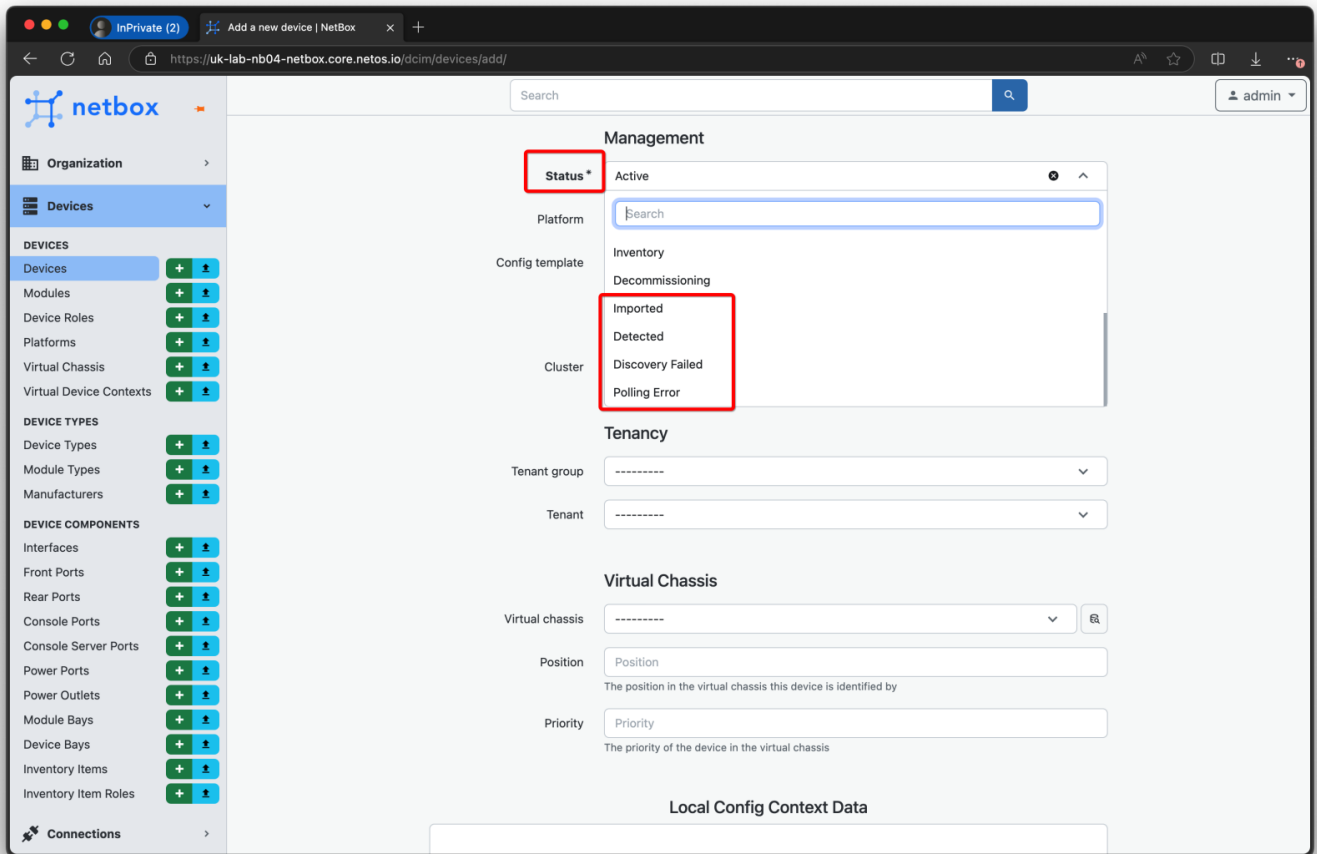 InPrivate (2)
Add a new device | NetBox
https://uk-lab-nb04-netbox.core.netos.io/dcim/devices/add/
netbox
Search
admin
Organization
Devices
DEVICES
Devices
Modules
Device Roles
Platforms
Virtual Chassis
Virtual Device Contexts
DEVICE TYPES
Device Types
Module Types
Manufacturers
DEVICE COMPONENTS
Interfaces
Front Ports
Rear Ports
Console Ports
Console Server Ports
Power Ports
Power Outlets
Module Bays
Device Bays
Inventory Items
Inventory Item Roles
Connections
Management
Status* Active
Search
Platform
Inventory
Config template
Decommissioning
Imported
Detected
Cluster Discovery Failed
Polling Error
Tenancy
Tenant group ---------
Tenant ---------
Virtual Chassis
Virtual chassis ---------
Position Position
The position in the virtual chassis this device is identified by
Priority Priority
The priority of the device in the virtual chassis
Local Config Context Data